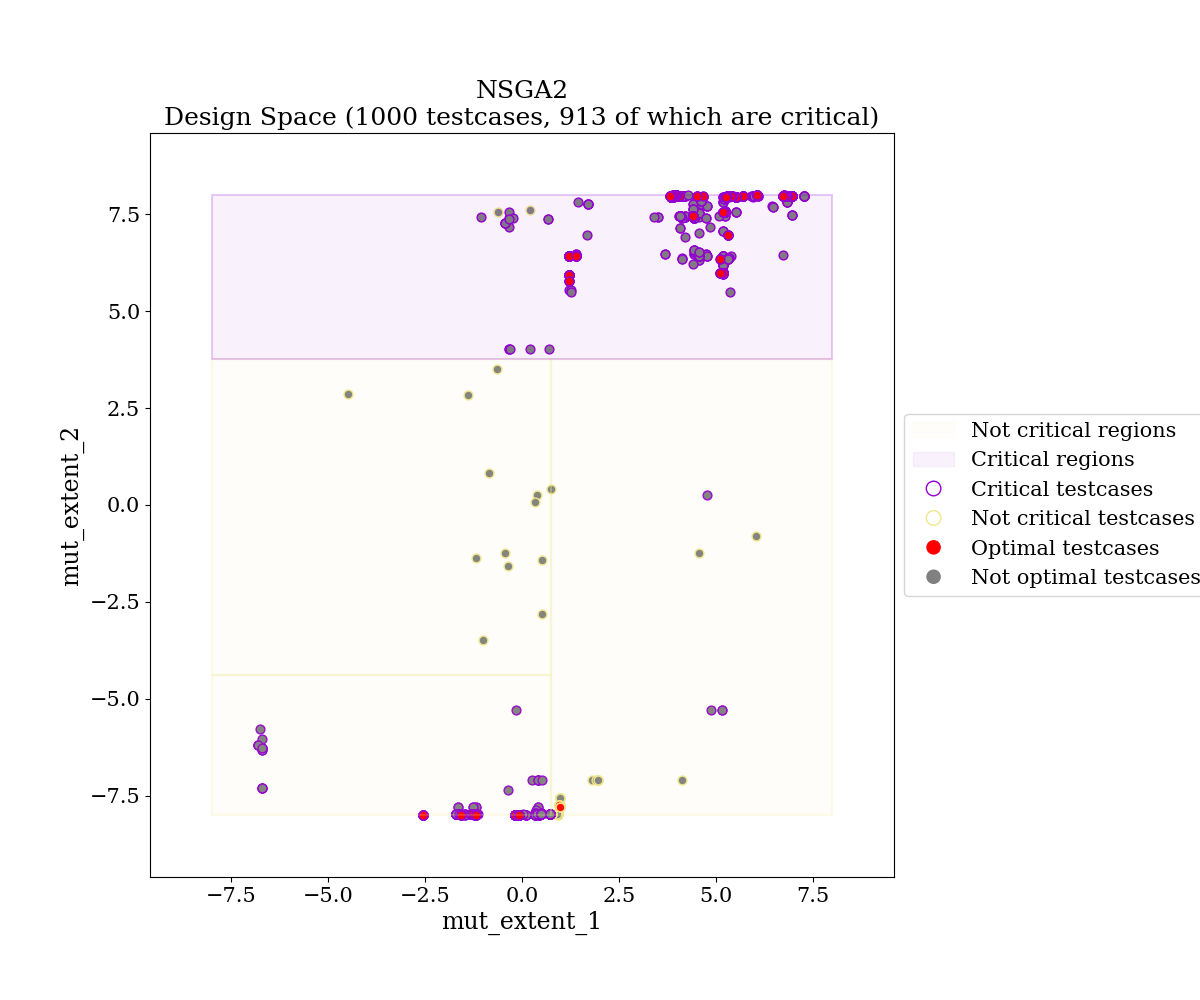 NSGA2
Design Space (1000 testcases, 913 of which are critical)
mut_extent_2
7.5
5.0
2.5
0.0
−2.5
−5.0
−7.5
−7.5
−5.0
−2.5
0.0
2.5
5.0
7.5
mut_extent_1
Not critical regions
Critical regions
Critical testcases
Not critical testcases
Optimal testcases
Not optimal testcases